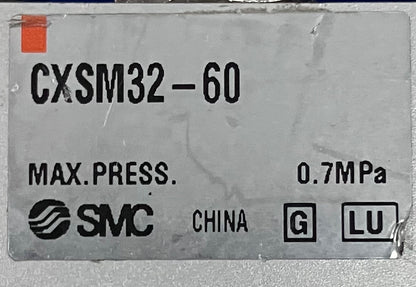 CXSM32-60
MAX.PRESS. 0.7MPa
SMC CHINA G LU